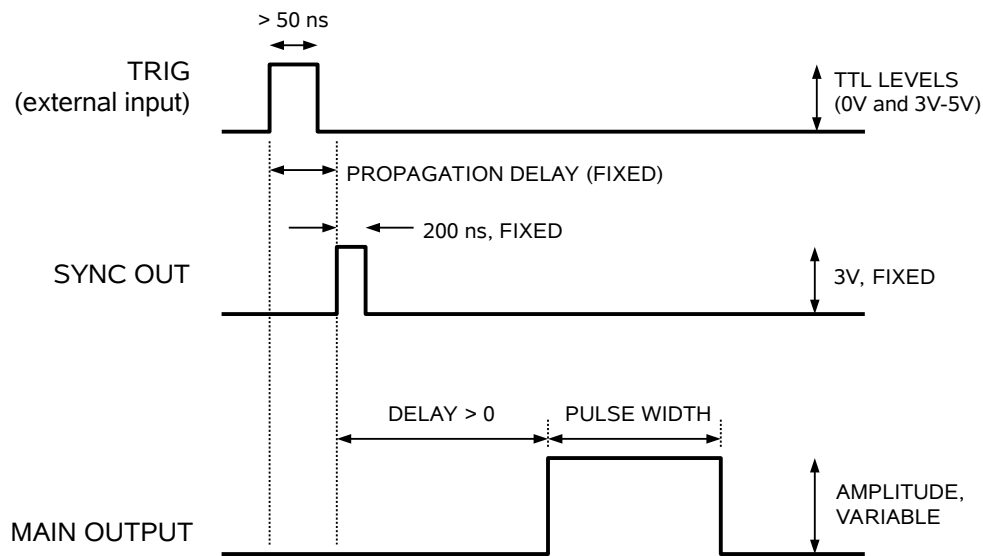 > 50 ns
TRIG
(external input)
TTL LEVELS
(0V and 3V-5V)
PROPAGATION DELAY (FIXED)
200 ns, FIXED
SYNC OUT
3V, FIXED
DELAY > 0
PULSE WIDTH
MAIN OUTPUT
AMPLITUDE,
VARIABLE